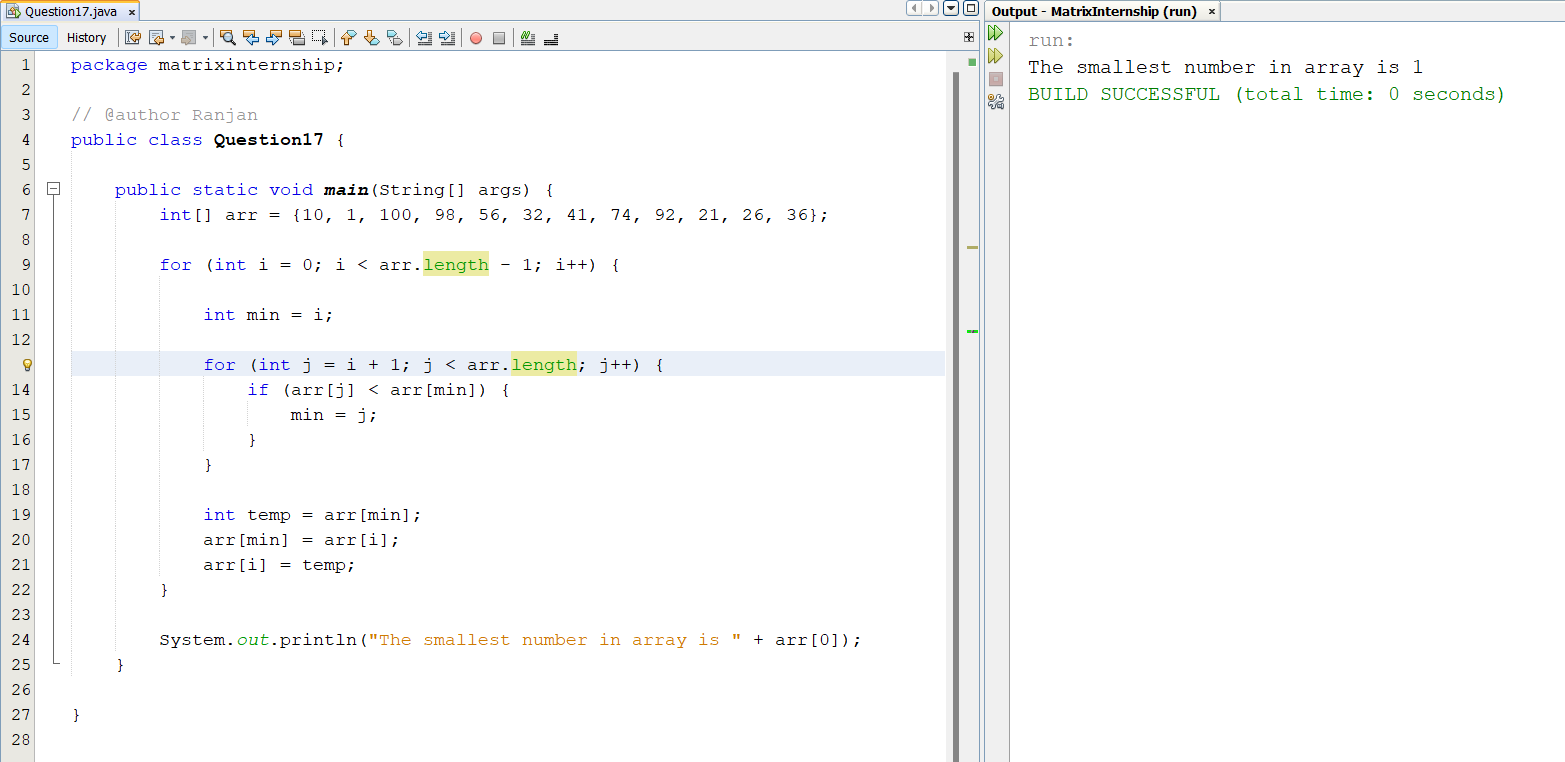 Question17.java
Source History
1 package matrixinternship;
2
3 // @author Ranjan
4 public class Question17 {
5
6 public static void main(String[] args) {
7 int[] arr = {10, 1, 100, 98, 56, 32, 41, 74, 92, 21, 26, 36};
8
9 for (int i = 0; i < arr.length - 1; i++) {
10
11 int min = i;
12
for (int j = i + 1; j < arr.length; j++) {
14 if (arr[j] < arr[min]) {
15 min = j;
16 }
17 }
18
19 int temp = arr[min];
20 arr[min] = arr[i];
21 arr[i] = temp;
22 }
23
24 System.out.println("The smallest number in array is " + arr[0]);
25 }
26
27 }
28
Output - MatrixInternship (run)
run:
The smallest number in array is 1
BUILD SUCCESSFUL (total time: 0 seconds)